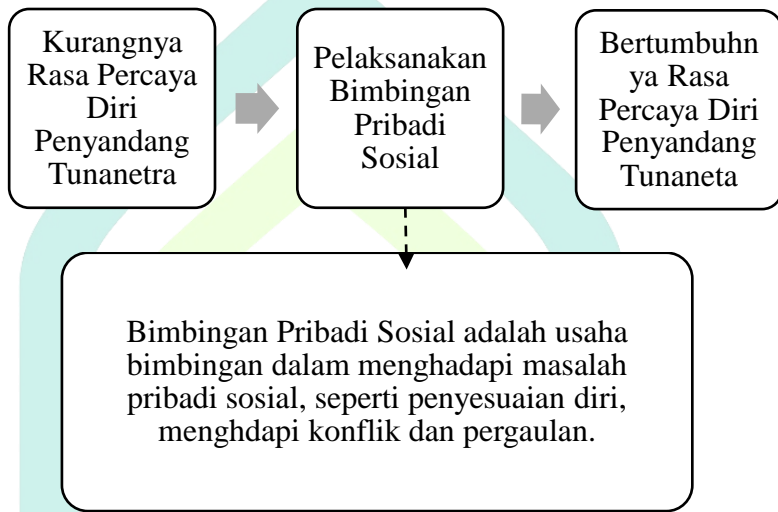 Kurangnya
Rasa Percaya
Diri
Penyandang
Tunanetra
Pelaksanakan
Bimbingan
Pribadi
Sosial
Bertumbuhn
ya Rasa
Percaya Diri
Penyandang
Tunaneta
Bimbingan Pribadi Sosial adalah usaha
bimbingan dalam menghadapi masalah
pribadi sosial, seperti penyesuaian diri,
menghdapi konflik dan pergaulan.